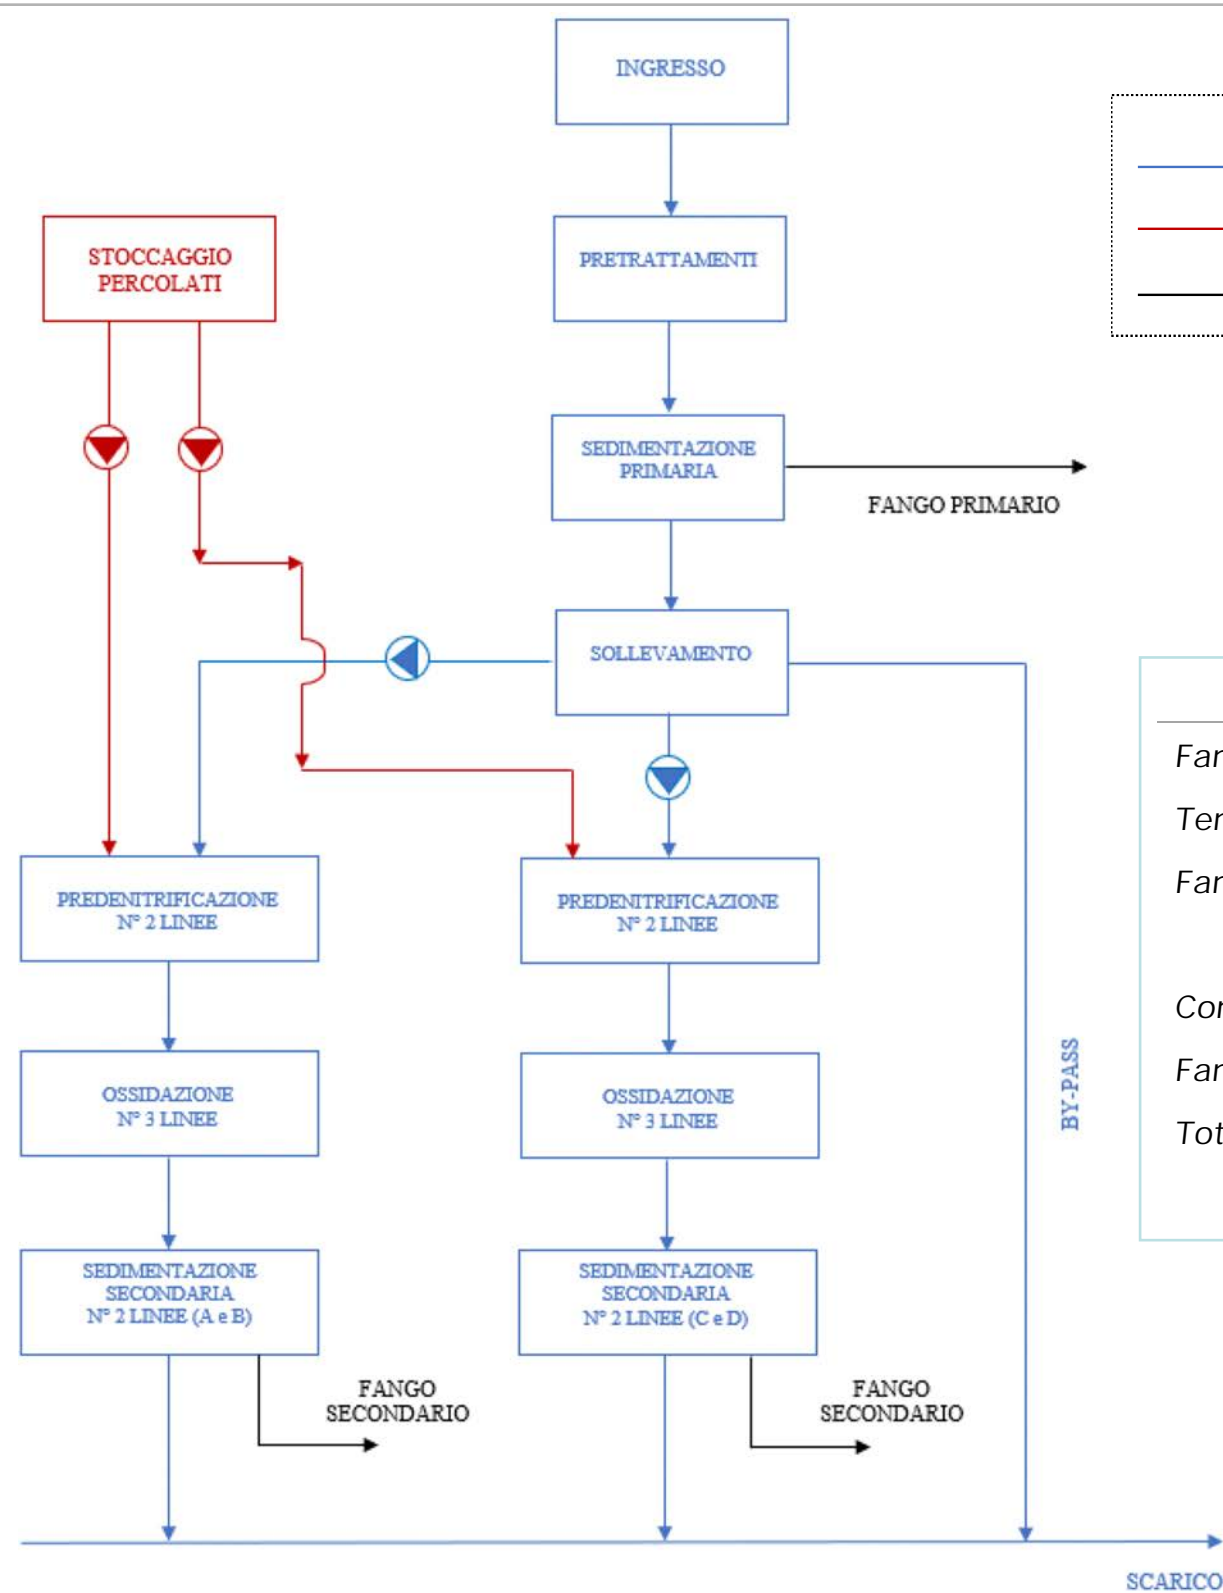 INGRESSO
STOCCAGGIO
PERCOLATI
PRETRATTAMENTI
SEDIMENTAZIONE
PRIMARIA
FANGO PRIMARIO
SOLLEVAMENTO
PREDENITRIFICAZIONE
N° 2 LINEE
PREDENITRIFICAZIONE
N° 2 LINEE
OSSIDAZIONE
N° 3 LINEE
OSSIDAZIONE
N° 3 LINEE
BY-PASS
SEDIMENTAZIONE
SECONDARIA
N° 2 LINEE (A e B)
SEDIMENTAZIONE
SECONDARIA
N° 2 LINEE (C e D)
FANGO
SECONDARIO
FANGO
SECONDARIO
SCARICO